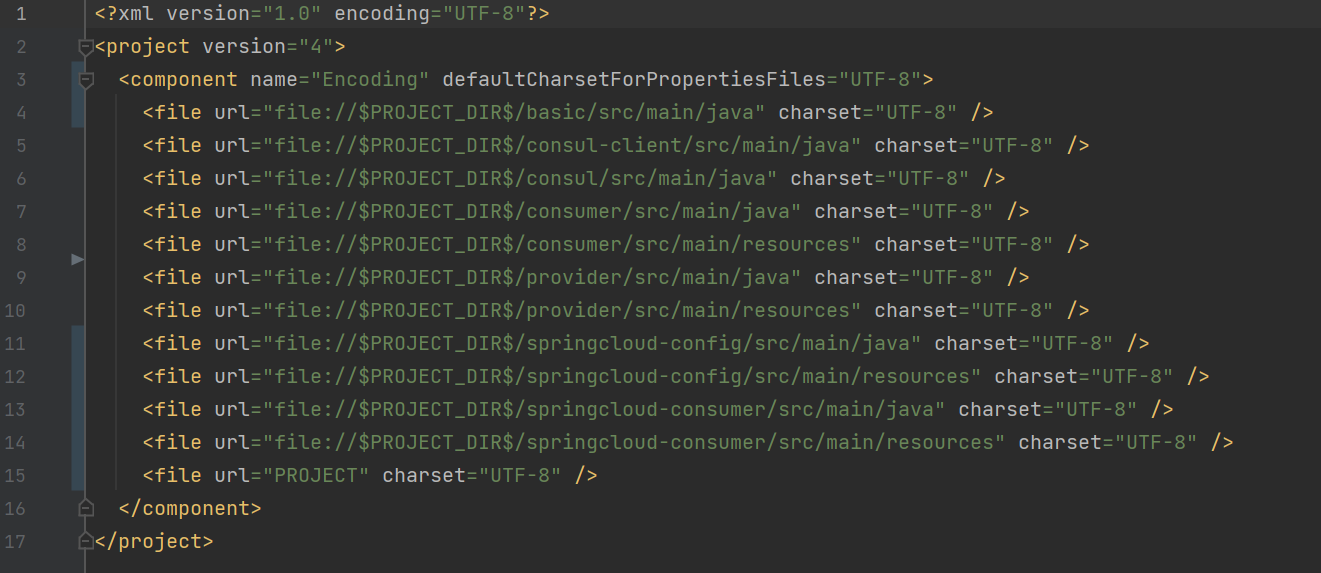 1 <?xml version="1.0" encoding="UTF-8"?>
2 <project version="4">
3   <component name="Encoding" defaultCharsetForPropertiesFiles="UTF-8">
4     <file url="file://$PROJECT_DIR$/basic/src/main/java" charset="UTF-8" />
5     <file url="file://$PROJECT_DIR$/consul-client/src/main/java" charset="UTF-8" />
6     <file url="file://$PROJECT_DIR$/consul/src/main/java" charset="UTF-8" />
7     <file url="file://$PROJECT_DIR$/consumer/src/main/java" charset="UTF-8" />
8     <file url="file://$PROJECT_DIR$/consumer/src/main/resources" charset="UTF-8" />
9     <file url="file://$PROJECT_DIR$/provider/src/main/java" charset="UTF-8" />
10     <file url="file://$PROJECT_DIR$/provider/src/main/resources" charset="UTF-8" />
11     <file url="file://$PROJECT_DIR$/springcloud-config/src/main/java" charset="UTF-8" />
12     <file url="file://$PROJECT_DIR$/springcloud-config/src/main/resources" charset="UTF-8" />
13     <file url="file://$PROJECT_DIR$/springcloud-consumer/src/main/java" charset="UTF-8" />
14     <file url="file://$PROJECT_DIR$/springcloud-consumer/src/main/resources" charset="UTF-8" />
15     <file url="PROJECT" charset="UTF-8" />
16   </component>
17 </project>